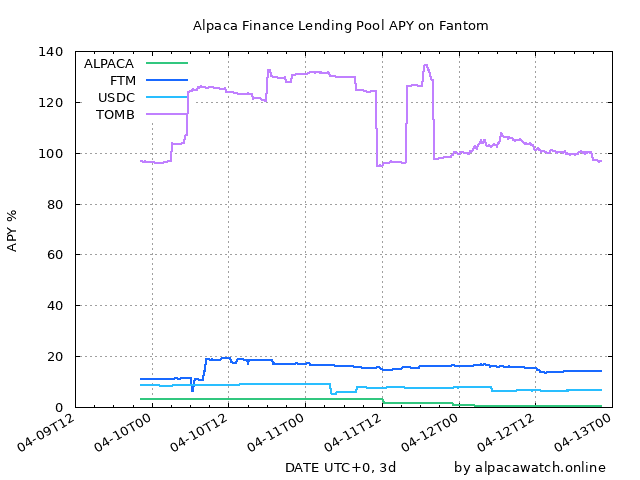 Alpaca Finance Lending Pool APY on Fantom
140
120
100
80
60
40
20
0
APY %
ALPACA
FTM
USDC
TOMB
04-09T12
04-10T00
04-10T12
04-11T00
04-11T12
04-12T00
04-12T12
04-13T00
DATE UTC+0, 3d
by alpacawatch.online